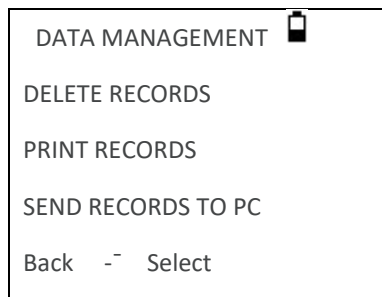 DATA MANAGEMENT
DELETE RECORDS
PRINT RECORDS
SEND RECORDS TO PC
Back -¯ Select